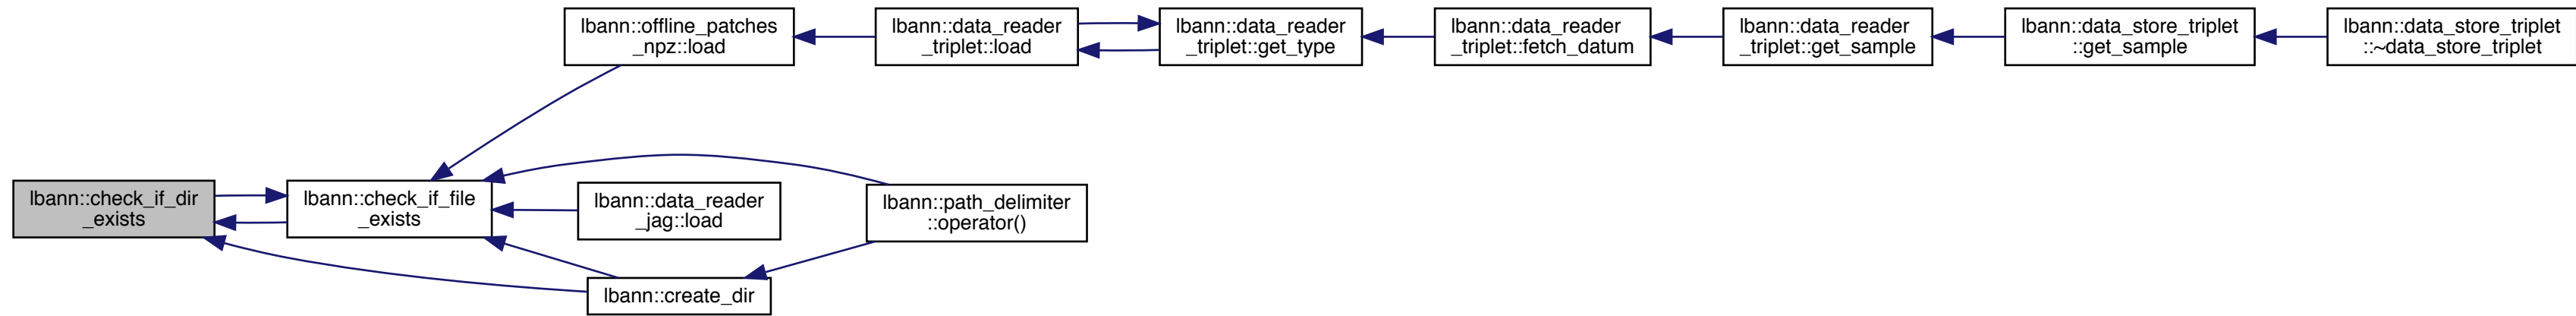 lbann::offline_patches
_npz::load
lbann::data_reader
_triplet::load
lbann::data_reader
_triplet::get_type
lbann::data_reader
_triplet::fetch_datum
lbann::data_reader
_triplet::get_sample
lbann::data_store_triplet
::get_sample
lbann::data_store_triplet
::~data_store_triplet
lbann::check_if_dir
_exists
lbann::check_if_file
_exists
lbann::data_reader
_jag::load
lbann::path_delimiter
::operator()
lbann::create_dir